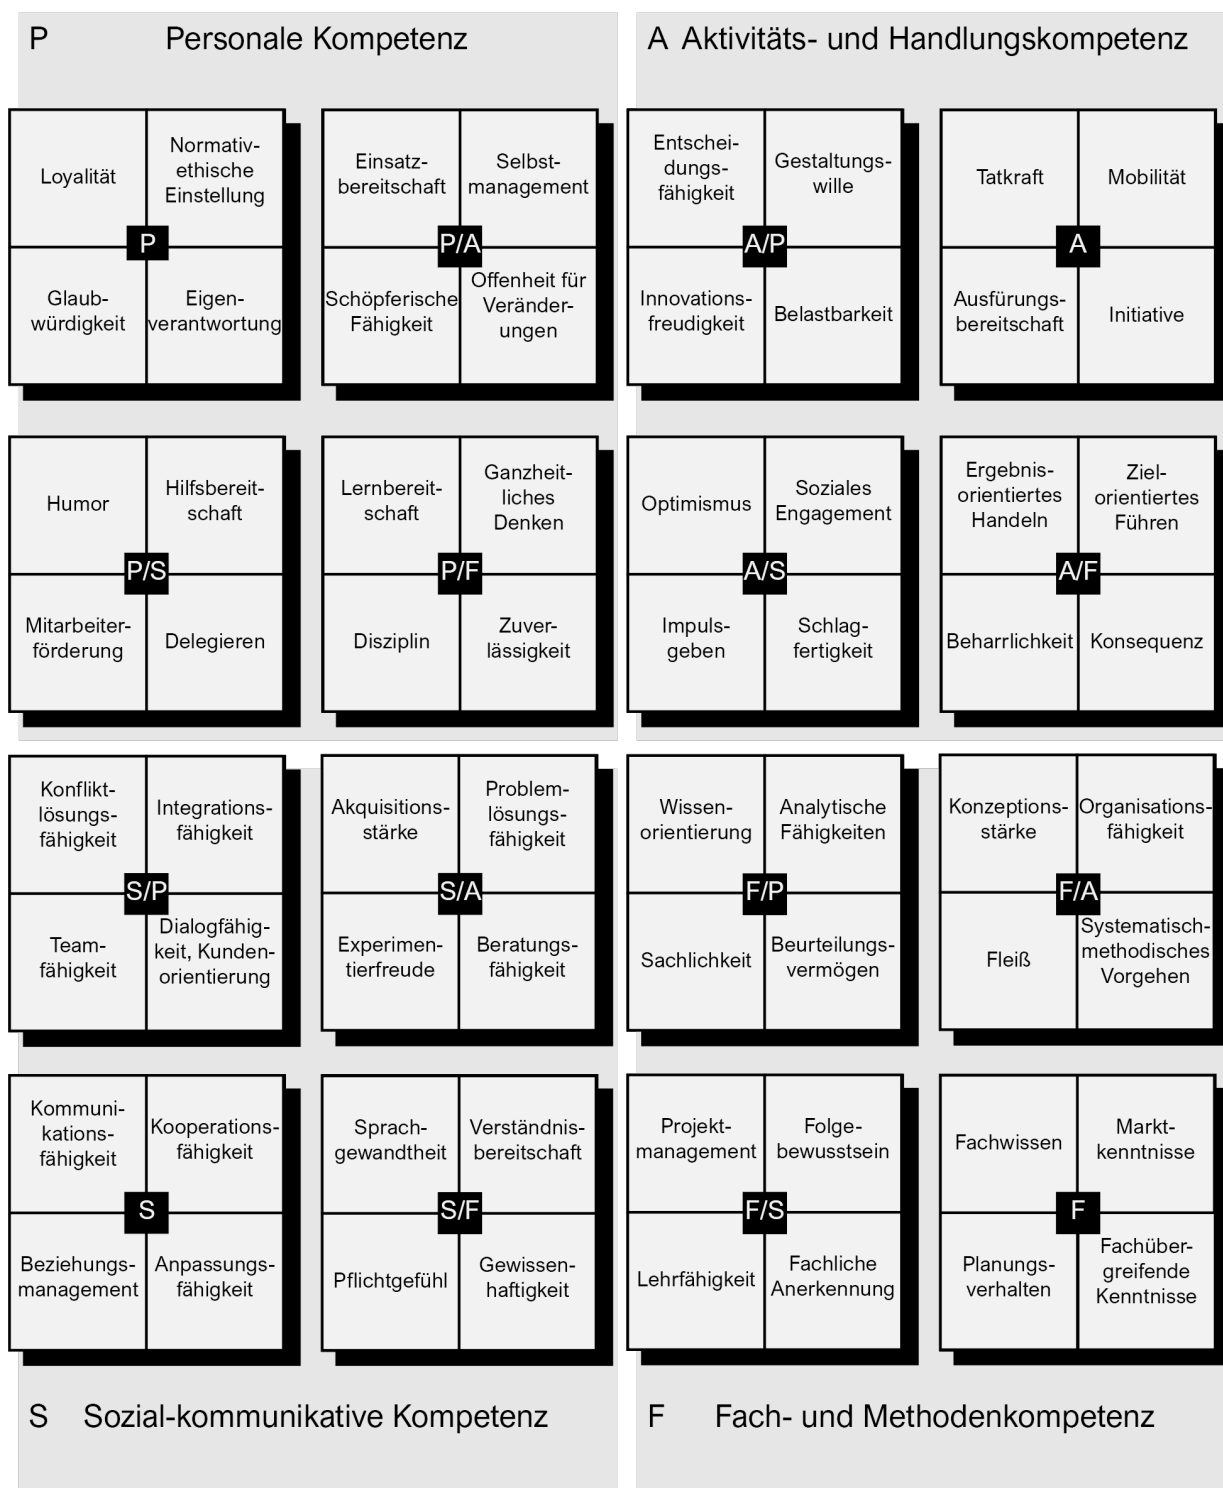 P Personale Kompetenz
A Aktivitäts- und Handlungskompetenz
Loyalität
Normativ-
ethische
Einstellung
P
Glaub-
würdigkeit
Eigen-
verantwortung
Einsatz-
bereitschaft
Selbst-
management
P/A
Schöpferische
Fähigkeit
Offenheit für
Veränder-
ungen
Entschei-
dungs-
fähigkeit
Gestaltungs-
wille
A/P
Innovations-
freudigkeit
Belastbarkeit
Tatkraft
Mobilität
A
Ausfürungs-
bereitschaft
Initiative
Humor
Hilfsbereit-
schaft
P/S
Mitarbeiter-
förderung
Delegieren
Lernbereit-
schaft
Ganzheit-
liches
Denken
P/F
Disziplin
Zuver-
lässigkeit
Optimismus
Soziales
Engagement
A/S
Impuls-
geben
Schlag-
fertigkeit
Ergebnis-
orientiertes
Handeln
Ziel-
orientiertes
Führen
A/F
Beharrlichkeit
Konsequenz
Konflikt-
lösungs-
fähigkeit
Integrations-
fähigkeit
S/P
Team-
fähigkeit
Dialogfähig-
keit, Kunden-
orientierung
Akquisitions-
stärke
Problem-
lösungs-
fähigkeit
S/A
Experimen-
tierfreude
Beratungs-
fähigkeit
Wissen-
orientierung
Analytische
Fähigkeiten
F/P
Sachlichkeit
Beurteilungs-
vermögen
Konzeptions-
stärke
Organisations-
fähigkeit
F/A
Fleiß
Systematisch-
methodisches
Vorgehen
Kommuni-
kations-
fähigkeit
Kooperations-
fähigkeit
S
Beziehungs-
management
Anpassungs-
fähigkeit
Sprach-
gewandtheit
Verständnis-
bereitschaft
S/F
Pflichtgefühl
Gewissen-
haftigkeit
Projekt-
management
Folge-
bewusstsein
F/S
Lehrfähigkeit
Fachliche
Anerkennung
Fachwissen
Markt-
kenntnisse
F
Planungs-
verhalten
Fachüber-
greifende
Kenntnisse
S Sozial-kommunikative Kompetenz
F Fach- und Methodenkompetenz